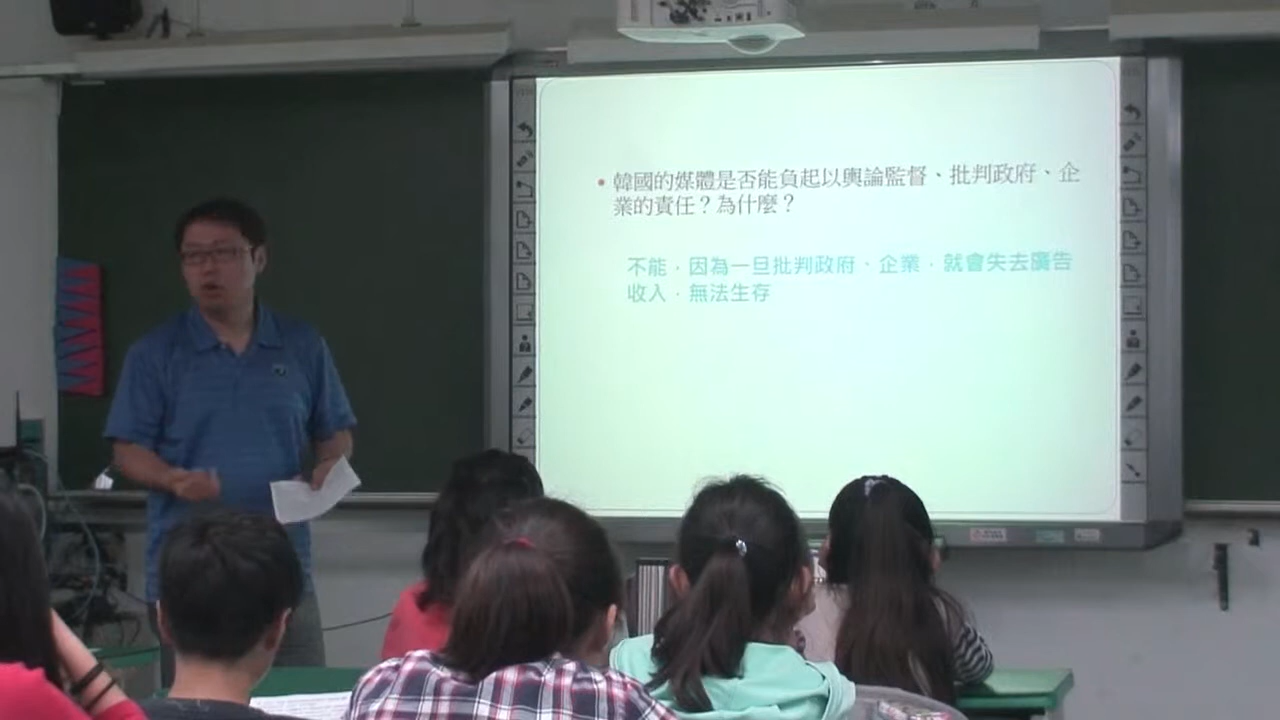 • 韓國的媒體是否能負起以輿論監督、批判政府、企
業的責任？為什麼？
不能，因為一旦批判政府、企業，就會失去廣告
收入，無法生存